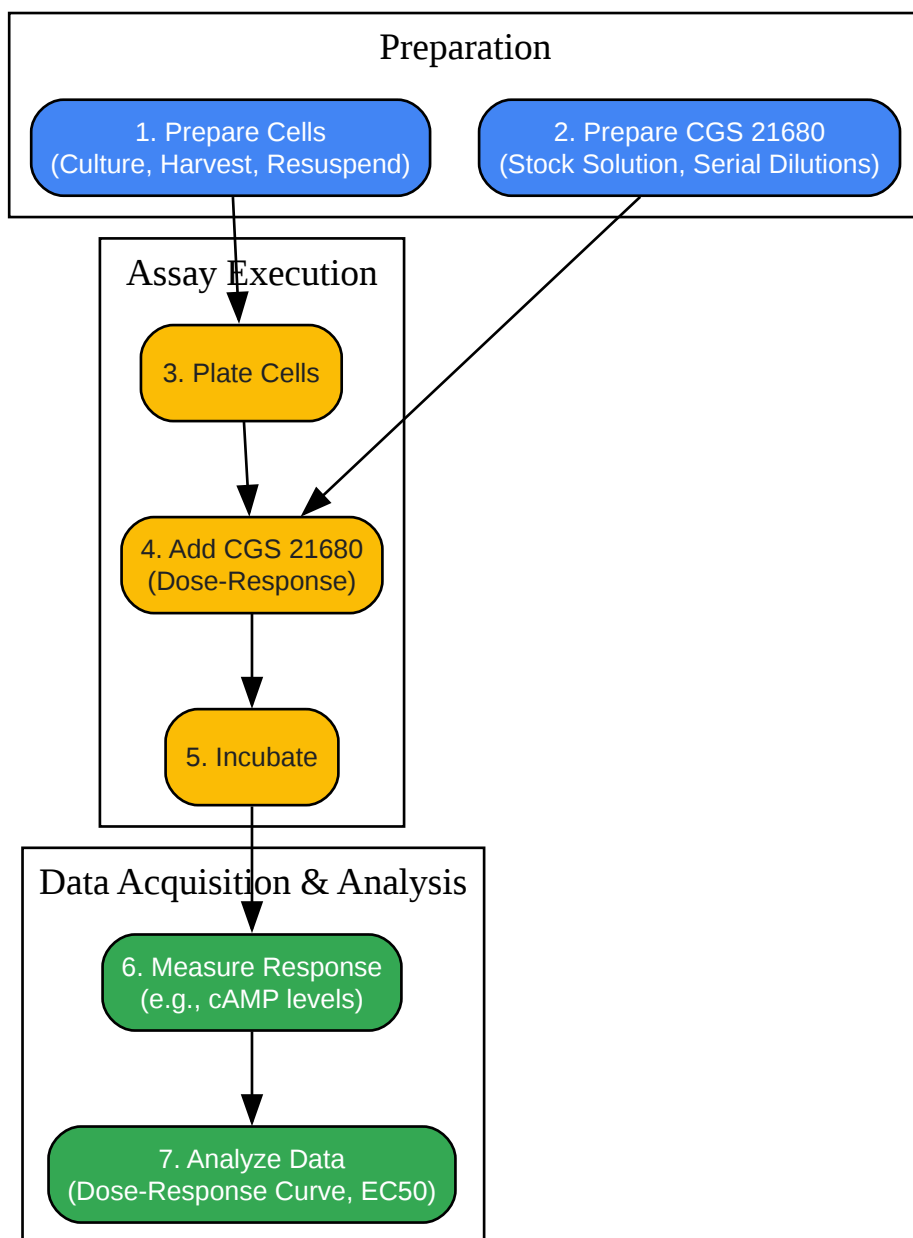 Preparation
1. Prepare Cells
(Culture, Harvest, Resuspend)
2. Prepare CGS 21680
(Stock Solution, Serial Dilutions)
Assay Execution
3. Plate Cells
4. Add CGS 21680
(Dose-Response)
5. Incubate
Data Acquisition & Analysis
6. Measure Response
(e.g., cAMP levels)
7. Analyze Data
(Dose-Response Curve, EC50)